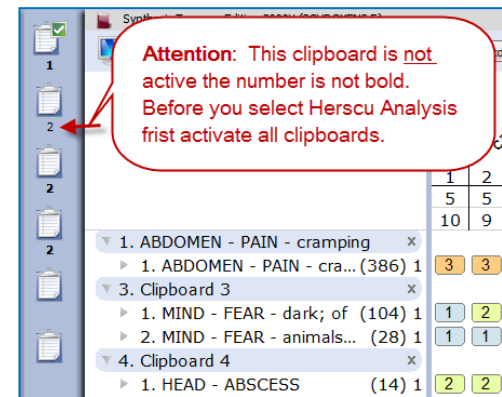 1
2
2
2
Attention: This clipboard is not
active the number is not bold.
Before you select Herscu Analysis
frist activate all clipboards.
1 2
5 5
10 9
1. ABDOMEN - PAIN - cramping x
1. ABDOMEN - PAIN - cra... (386) 1 3 3
3. Clipboard 3 x
1. MIND - FEAR - dark; of (104) 1 1 2
2. MIND - FEAR - animals... (28) 1 1 1
4. Clipboard 4 x
1. HEAD - ABSCESS (14) 1 2 2